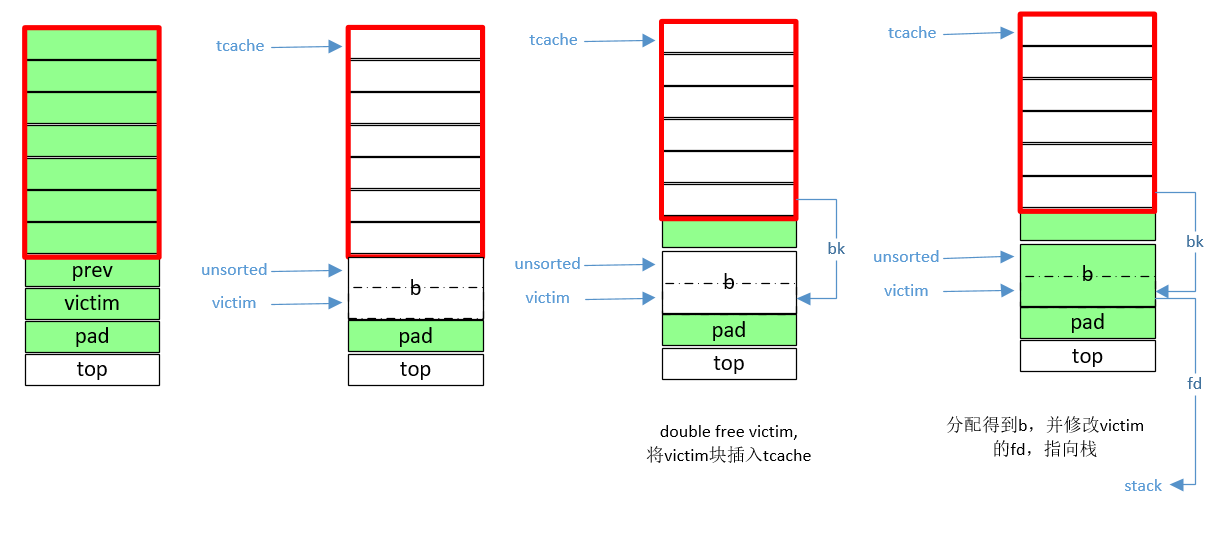 prev
victim
pad
top
tcache
unsorted
victim
b
pad
top
tcache
bk
unsorted
victim
b
pad
top
double free victim,
将victim块插入tcache
tcache
bk
unsorted
victim
b
pad
top
fd
分配得到b，并修改victim
的fd，指向栈
stack